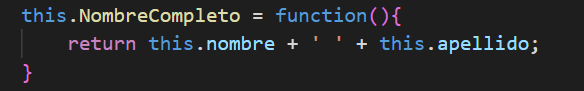 this.NombreCompleto = function(){
    return this.nombre + ' ' + this.apellido;
}